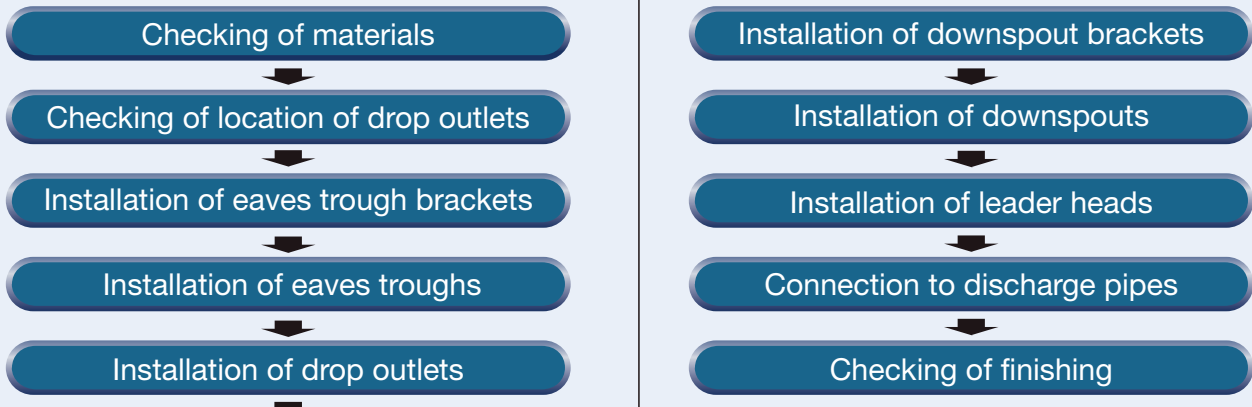 Checking of materials
Checking of location of drop outlets
Installation of eaves trough brackets
Installation of eaves troughs
Installation of drop outlets
Installation of downspout brackets
Installation of downspouts
Installation of leader heads
Connection to discharge pipes
Checking of finishing